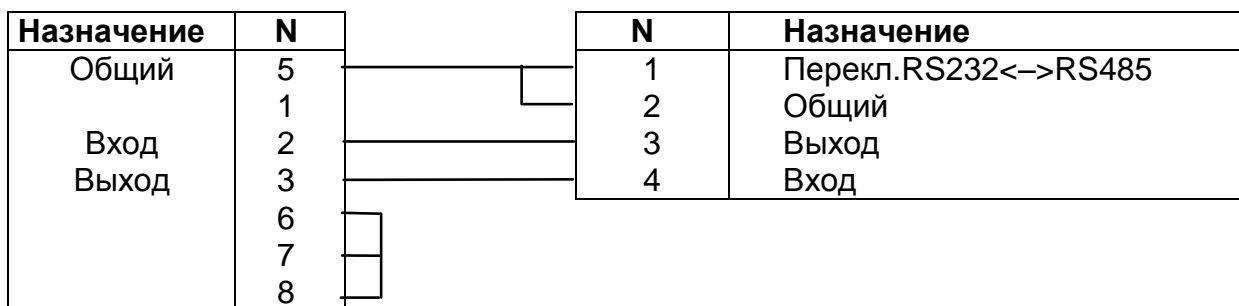 Назначение N N Назначение
Общий 5 1 Перекл.RS232<–>RS485
1 2 Общий
Вход 2 3 Выход
Выход 3 4 Вход
6
7
8